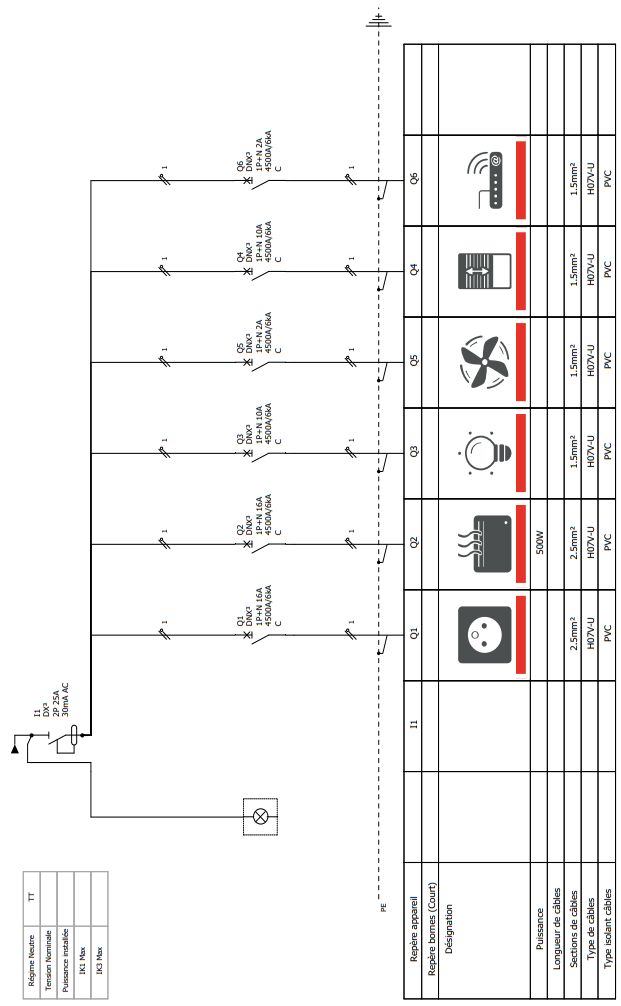 Régime Neutre TT
Tension Nominale
Puissance installée
IK1 Max
IK3 Max
I1
DX³
2P 25A
30mA AC
1
Q1
DNX³
1P+N 16A
4500A/6kA
C
1
1
Q2
DNX³
1P+N 16A
4500A/6kA
C
1
1
Q3
DNX³
1P+N 10A
4500A/6kA
C
1
1
Q5
DNX³
1P+N 2A
4500A/6kA
C
1
1
Q4
DNX³
1P+N 10A
4500A/6kA
C
1
1
Q6
DNX³
1P+N 2A
4500A/6kA
C
1
PE
Repère appareil I1 Q1 Q2 Q3 Q5 Q4 Q6
Repère bornes (Court)
Désignation
Puissance 500W
Longueur de câbles
Sections de câbles 2.5mm² 2.5mm² 1.5mm² 1.5mm² 1.5mm² 1.5mm²
Type de câbles H07V-U H07V-U H07V-U H07V-U H07V-U H07V-U
Type isolant câbles PVC PVC PVC PVC PVC PVC